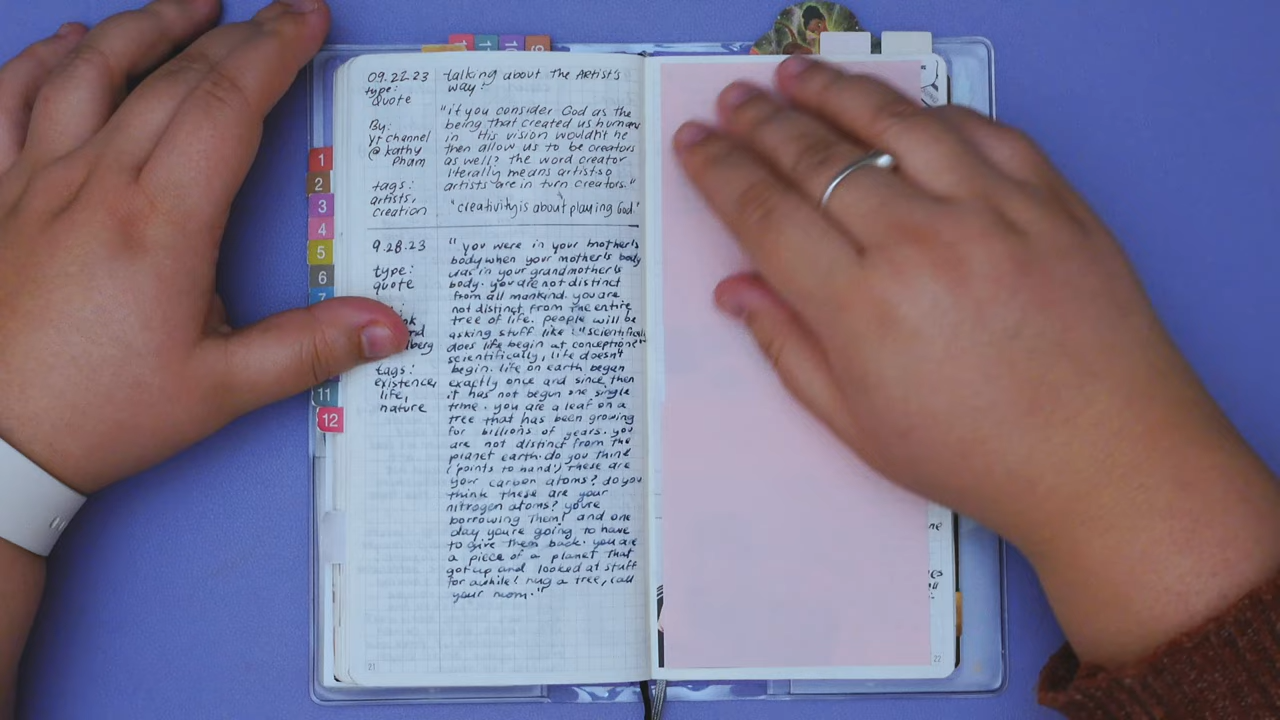 09.22.23
type:
Quote
By:
YT channel
@ kathy
Pham
tags:
artists,
creation
talking about The Artist's
way:
"if you consider God as the
being that created us humans
in His vision wouldn't he
then allow us to be creators
as well? the word creator
literally means artist. so
artists are in turn creators."
"creativity is about playing God."
9.28.23
type:
quote
tags:
existence,
life,
nature
"you were in your mother's
body when your mother's body
was in your grandmother's
body. you are not distinct
from all mankind. you are
not distinct from the entire
tree of life. people will be
asking stuff like: "scientifically
does life begin at conception"
scientifically, life doesn't
begin. life on earth began
exactly once and since then
it has not begun one single
time. you are a leaf on a
tree that has been growing
for billions of years. you
are not distinct from the
planet earth. do you think
('points to hand') these are
your carbon atoms? do you
think these are your
nitrogen atoms? you're
borrowing them! and one
day you're going to have
to give them back. you are
a piece of a planet that
got up and looked at stuff
for awhile! hug a tree, call
your mom."
21
22
1
2
3
4
5
6
7
11
12